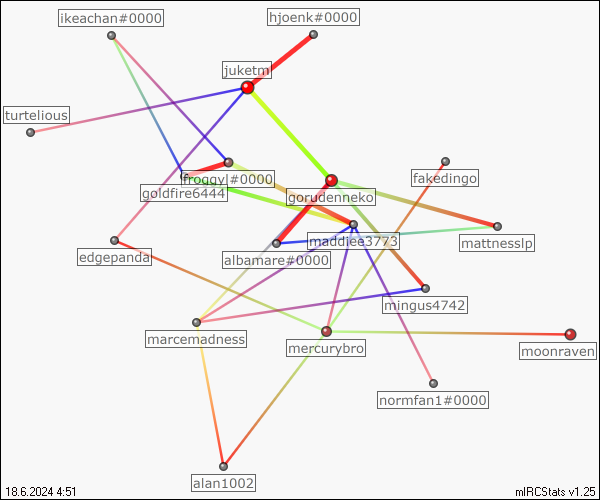 ikeachan#0000
hjoenk#0000
juketm
turtelious
froggyl#0000
fakedingo
goldfire6444
gourdenneko
maddiee3773
mattnesslp
edgepanda
albamare#0000
mingus4742
marcemadness
mercurybro
moonraven
normfan1#0000
alan1002
18.6.2024 4:51
mIRCStats v1.25